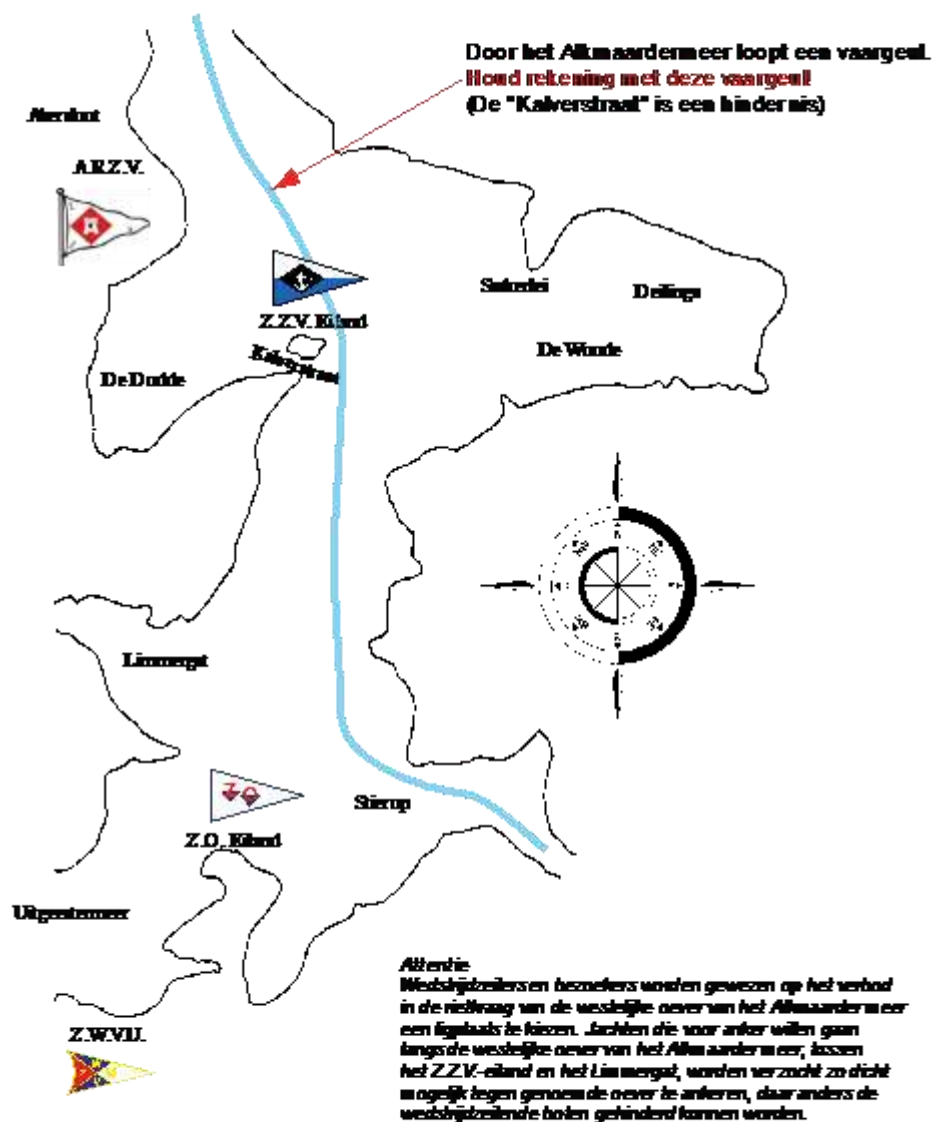 Door het Alkmaardermeer loopt een vaargeul.
Houd rekening met deze vaargeul!
(De "Kalverstraat" is een hindernis)
Akersloot
A.R.Z.V.
Saskerlei
Dellinga
Z.Z.V. Eiland
De Woude
Kalverstraat
De Dodde
Limmergat
Stierop
Z.O. Eiland
Uitgeestermeer
Attentie
Wedstrijdzeilers en bezoekers worden gewezen op het verbod
in de rietkraag van de westelijke oever van het Alkmaardermeer
een ligplaats te kiezen. Jachten die voor anker willen gaan
langs de westelijke oever van het Alkmaardermeer, tussen
het Z.Z.V.-eiland en het Limmergat, worden verzocht zo dicht
mogelijk tegen genoemde oever te ankeren, daar anders de
wedstrijdzeilende boten gehinderd kunnen worden.